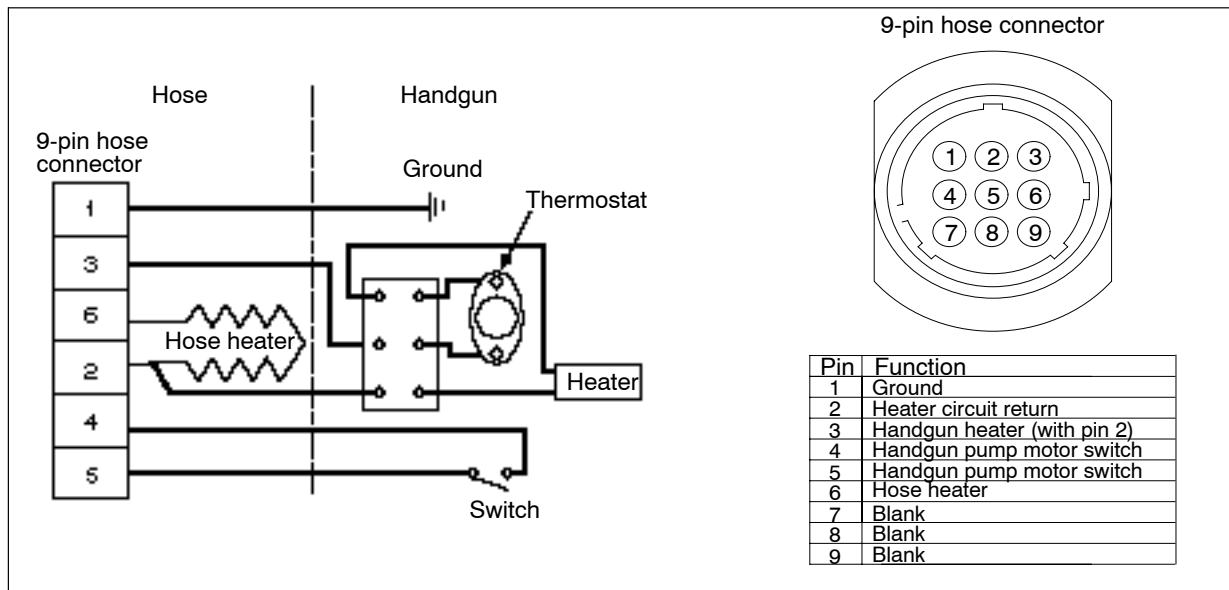 9-pin hose connector
Hose
Handgun
9-pin hose
connector
Ground
Thermostat
1
3
6
2
4
5
Hose heater
Heater
Switch
1 2 3
4 5 6
7 8 9
Pin Function
1 Ground
2 Heater circuit return
3 Handgun heater (with pin 2)
4 Handgun pump motor switch
5 Handgun pump motor switch
6 Hose heater
7 Blank
8 Blank
9 Blank